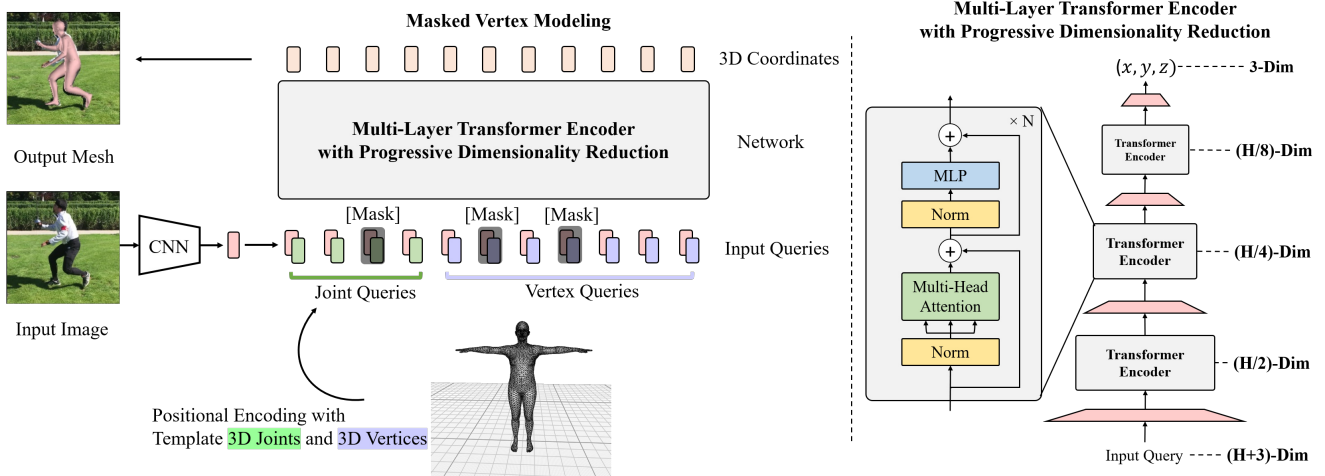 Masked Vertex Modeling
3D Coordinates
Multi-Layer Transformer Encoder
with Progressive Dimensionality Reduction
Network
Output Mesh
[Mask]
[Mask]
[Mask]
CNN
Input Queries
Joint Queries
Vertex Queries
Input Image
Positional Encoding with
Template 3D Joints and 3D Vertices
Multi-Layer Transformer Encoder
with Progressive Dimensionality Reduction
(x, y, z)
3-Dim
× N
+
MLP
Norm
+
Multi-Head
Attention
Norm
Transformer
Encoder
(H/8)-Dim
Transformer
Encoder
(H/4)-Dim
Transformer
Encoder
(H/2)-Dim
Input Query
(H+3)-Dim